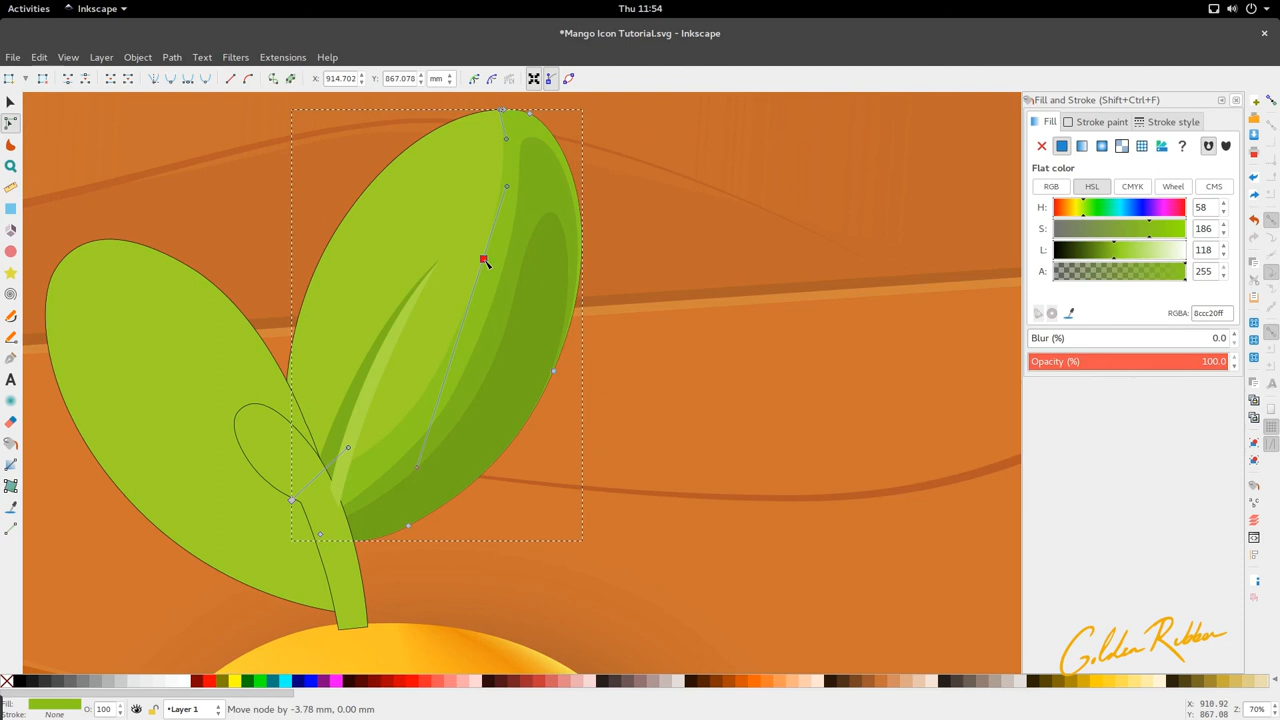 Activities
Inkscape
Thu 11:54
*Mango Icon Tutorial.svg - Inkscape
File Edit View Layer Object Path Text Filters Extensions Help
X: 914.702 Y: 867.078 mm
Fill and Stroke (Shift+Ctrl+F)
Fill Stroke paint Stroke style
?
Flat color
RGB HSL CMYK Wheel CMS
H: 58
S: 186
L: 118
A: 255
RGBA: 8ccc20ff
Blur (%) 0.0
Opacity (%) 100.0
Golden Ribbon
Fill:
Stroke: None
O: 100
•Layer 1
Move node by -3.78 mm, 0.00 mm
X: 910.92
Y: 867.08
Z: 70%